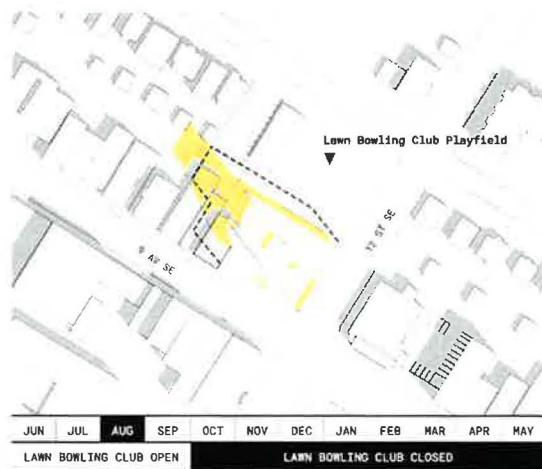 Lawn Bowling Club Playfield
12 ST SE
9 AV SE
JUN JUL AUG SEP OCT NOV DEC JAN FEB MAR APR MAY
LAWN BOWLING CLUB OPEN LAWN BOWLING CLUB CLOSED